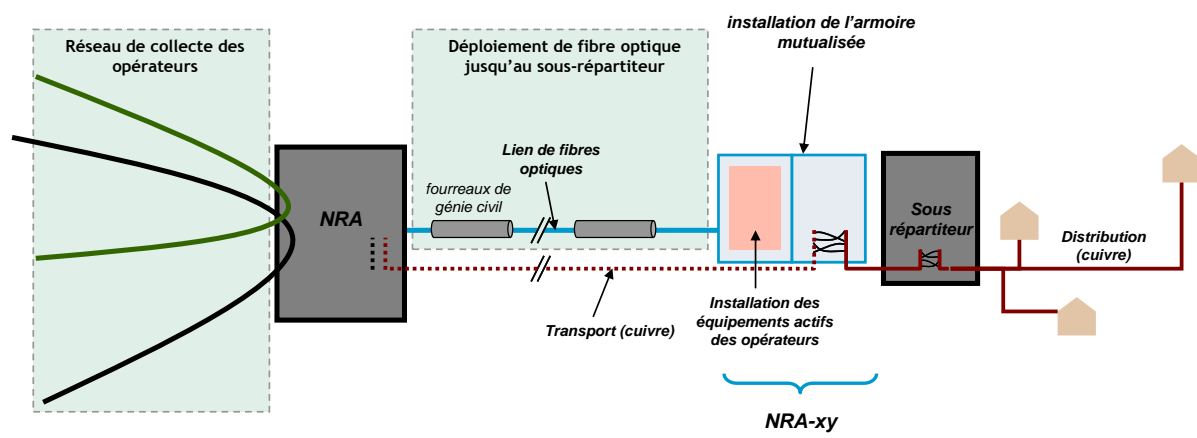 Réseau de collecte des
opérateurs
Déploiement de fibre optique
jusqu'au sous-répartiteur
installation de l'armoire
mutualisée
Lien de fibres
optiques
fourreaux de
génie civil
NRA
Sous
répartiteur
Distribution
(cuivre)
Transport (cuivre)
Installation des
équipements actifs
des opérateurs
NRA-xy